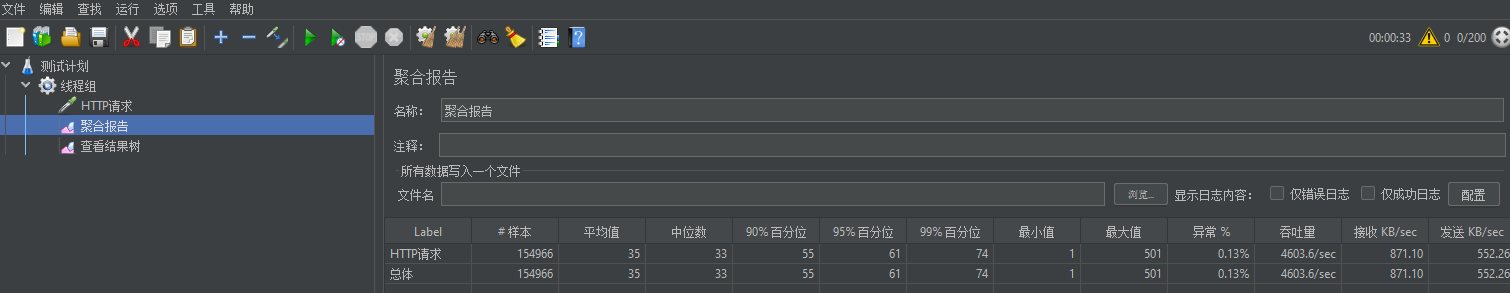 文件 编辑 查找 运行 选项 工具 帮助
STOP 00:00:33 0 0/200
测试计划
线程组
HTTP请求
聚合报告
查看结果树
聚合报告
名称： 聚合报告
注释：
所有数据写入一个文件
文件名 浏览... 显示日志内容： 仅错误日志 仅成功日志 配置
Label # 样本 平均值 中位数 90% 百分位 95% 百分位 99% 百分位 最小值 最大值 异常 % 吞吐量 接收 KB/sec 发送 KB/sec
HTTP请求 154966 35 33 55 61 74 1 501 0.13% 4603.6/sec 871.10 552.26
总体 154966 35 33 55 61 74 1 501 0.13% 4603.6/sec 871.10 552.26